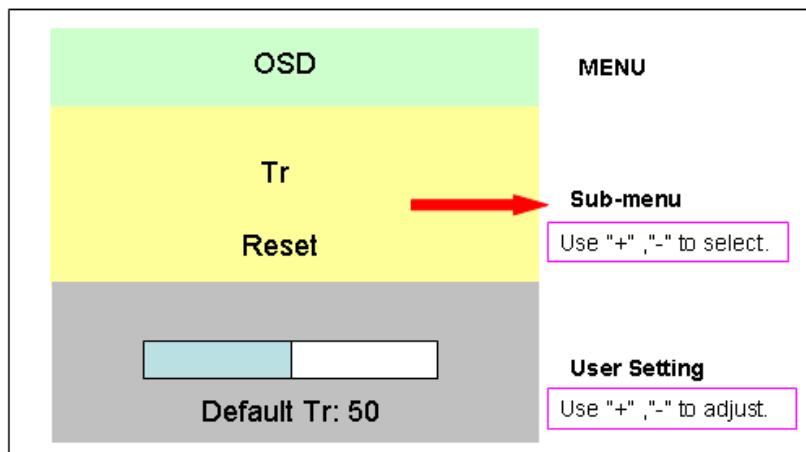 OSD
MENU
Tr
Sub-menu
Reset
Use "+" ,"-" to select.
User Setting
Default Tr: 50
Use "+" ,"-" to adjust.